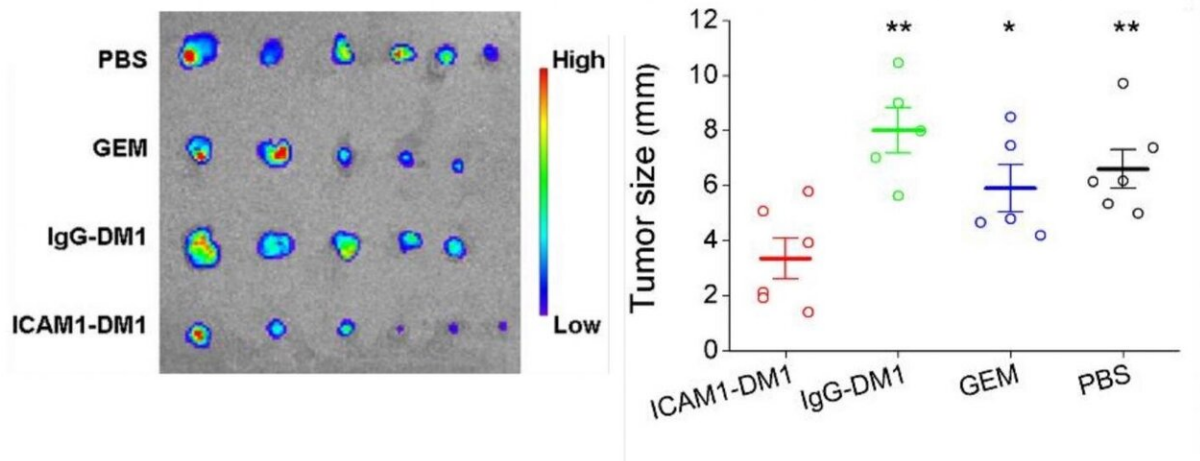 PBS
GEM
IgG-DM1
ICAM1-DM1
High
Low
Tumor size (mm)
12
10
8
6
4
2
0
** * **
ICAM1-DM1 IgG-DM1 GEM PBS